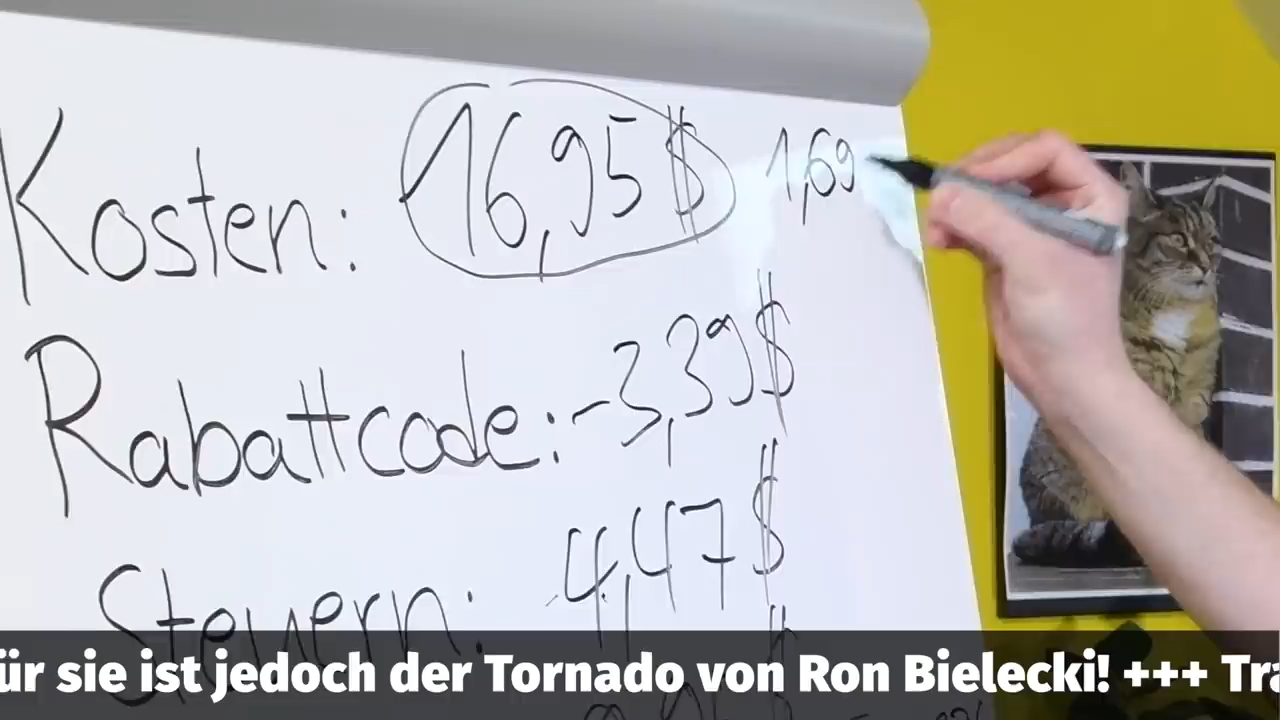 Kosten: 16,95$ 1,69
Rabattcode: -3,39$
Steuern: 4,47$
ür sie ist jedoch der Tornado von Ron Bielecki! +++ Tra